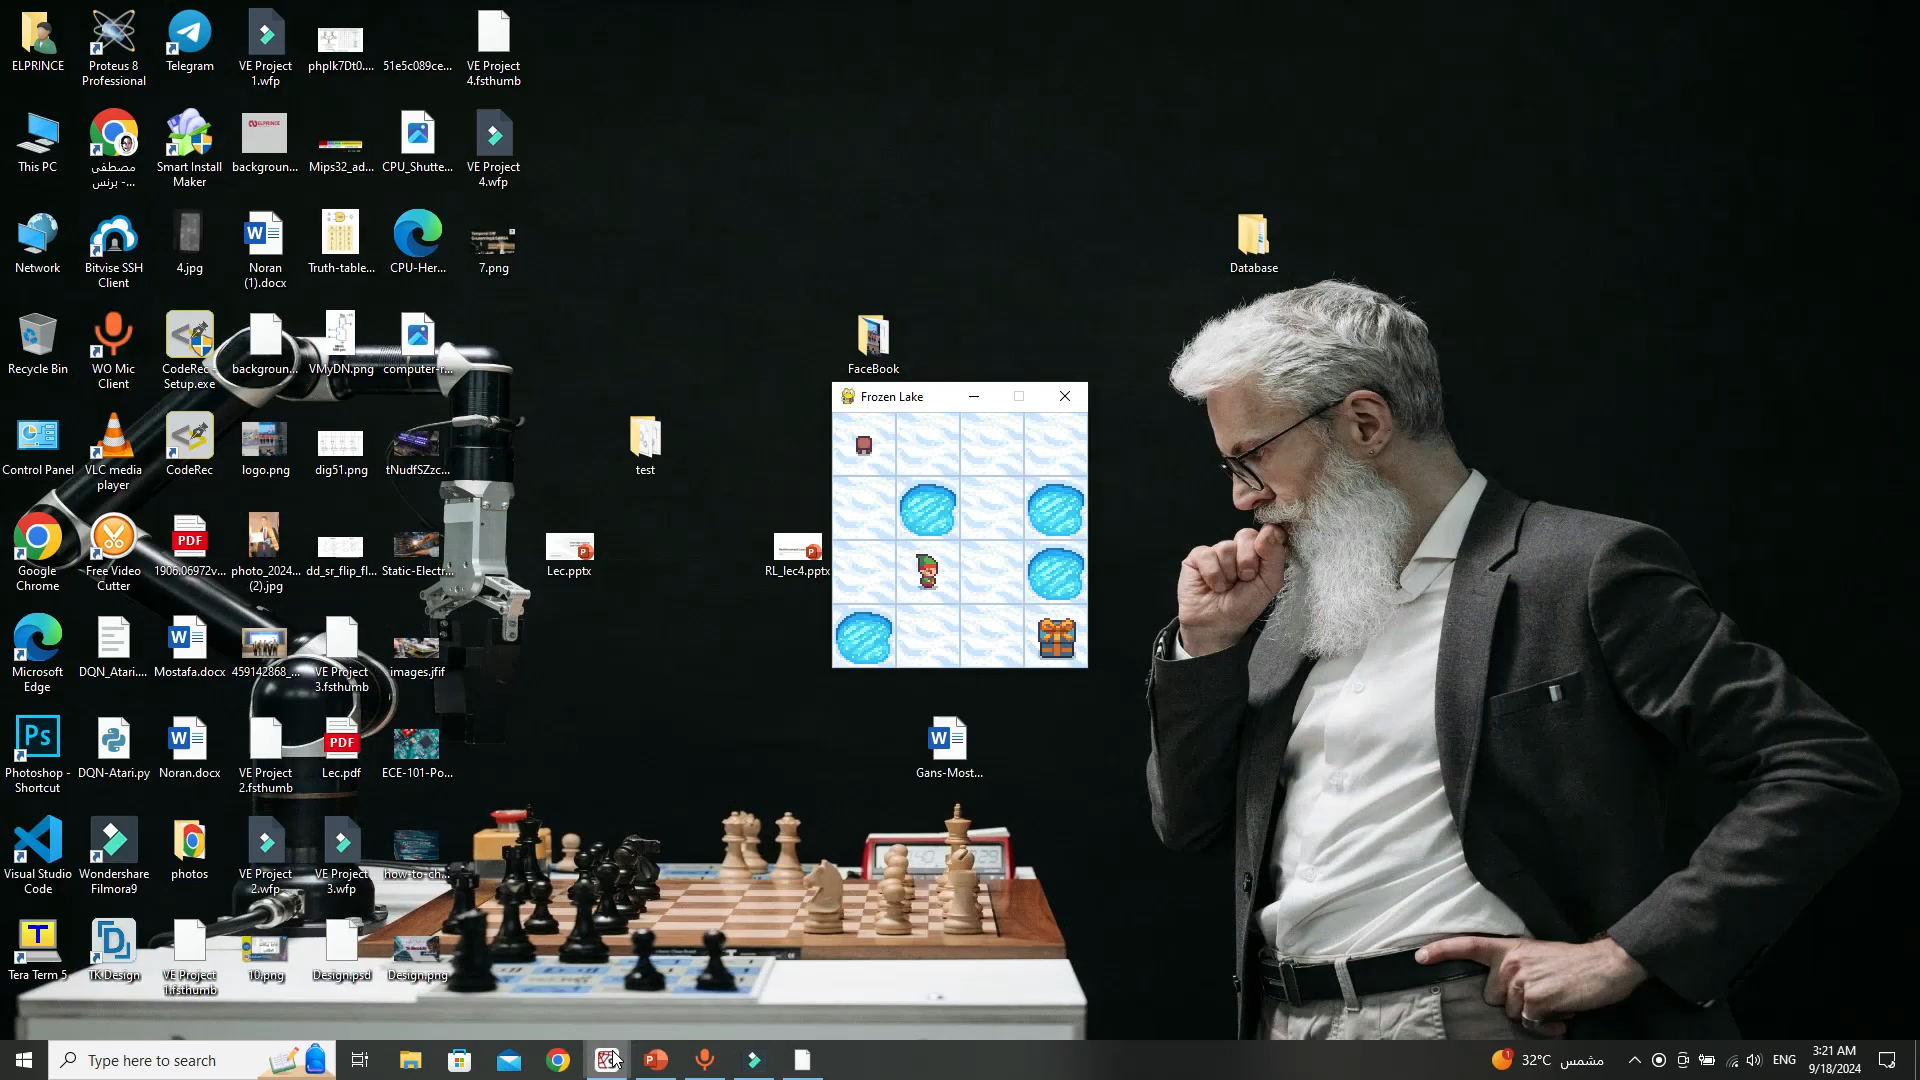 ELPRINCE
Proteus 8
Professional
Telegram
VE Project
1.wfp
phplk7Dt0....
51e5c089ce...
VE Project
4.fsthumb
This PC
مصطفى
برنس -...
Smart Install
Maker
backgroun...
Mips32_ad...
CPU_Shutte...
VE Project
4.wfp
Network
Bitvise SSH
Client
4.jpg
Noran
(1).docx
Truth-table...
CPU-Her...
7.png
Database
Recycle Bin
WO Mic
Client
CodeRec -
Setup.exe
backgroun...
VMyDN.png
computer-r...
FaceBook
Frozen Lake
Control Panel
VLC media
player
CodeRec
logo.png
dig51.png
tNudfSZzc...
test
Google
Chrome
Free Video
Cutter
PDF
1906.06972v...
photo_2024...
(2).jpg
dd_sr_flip_fl...
Static-Electr...
Lec.pptx
RL_lec4.pptx
Microsoft
Edge
DQN_Atari....
Mostafa.docx
459142868_...
VE Project
3.fsthumb
images.jfif
Photoshop -
Shortcut
DQN-Atari.py
Noran.docx
VE Project
2.fsthumb
PDF
Lec.pdf
ECE-101-Po...
Gans-Most...
Visual Studio
Code
Wondershare
Filmora9
photos
VE Project
2.wfp
VE Project
3.wfp
how-to-ch...
Tera Term 5
TK Design
VE Project
1.fsthumb
10.png
Design.psd
Design.png
Type here to search
32°C مشمس
ENG
3:21 AM
9/18/2024